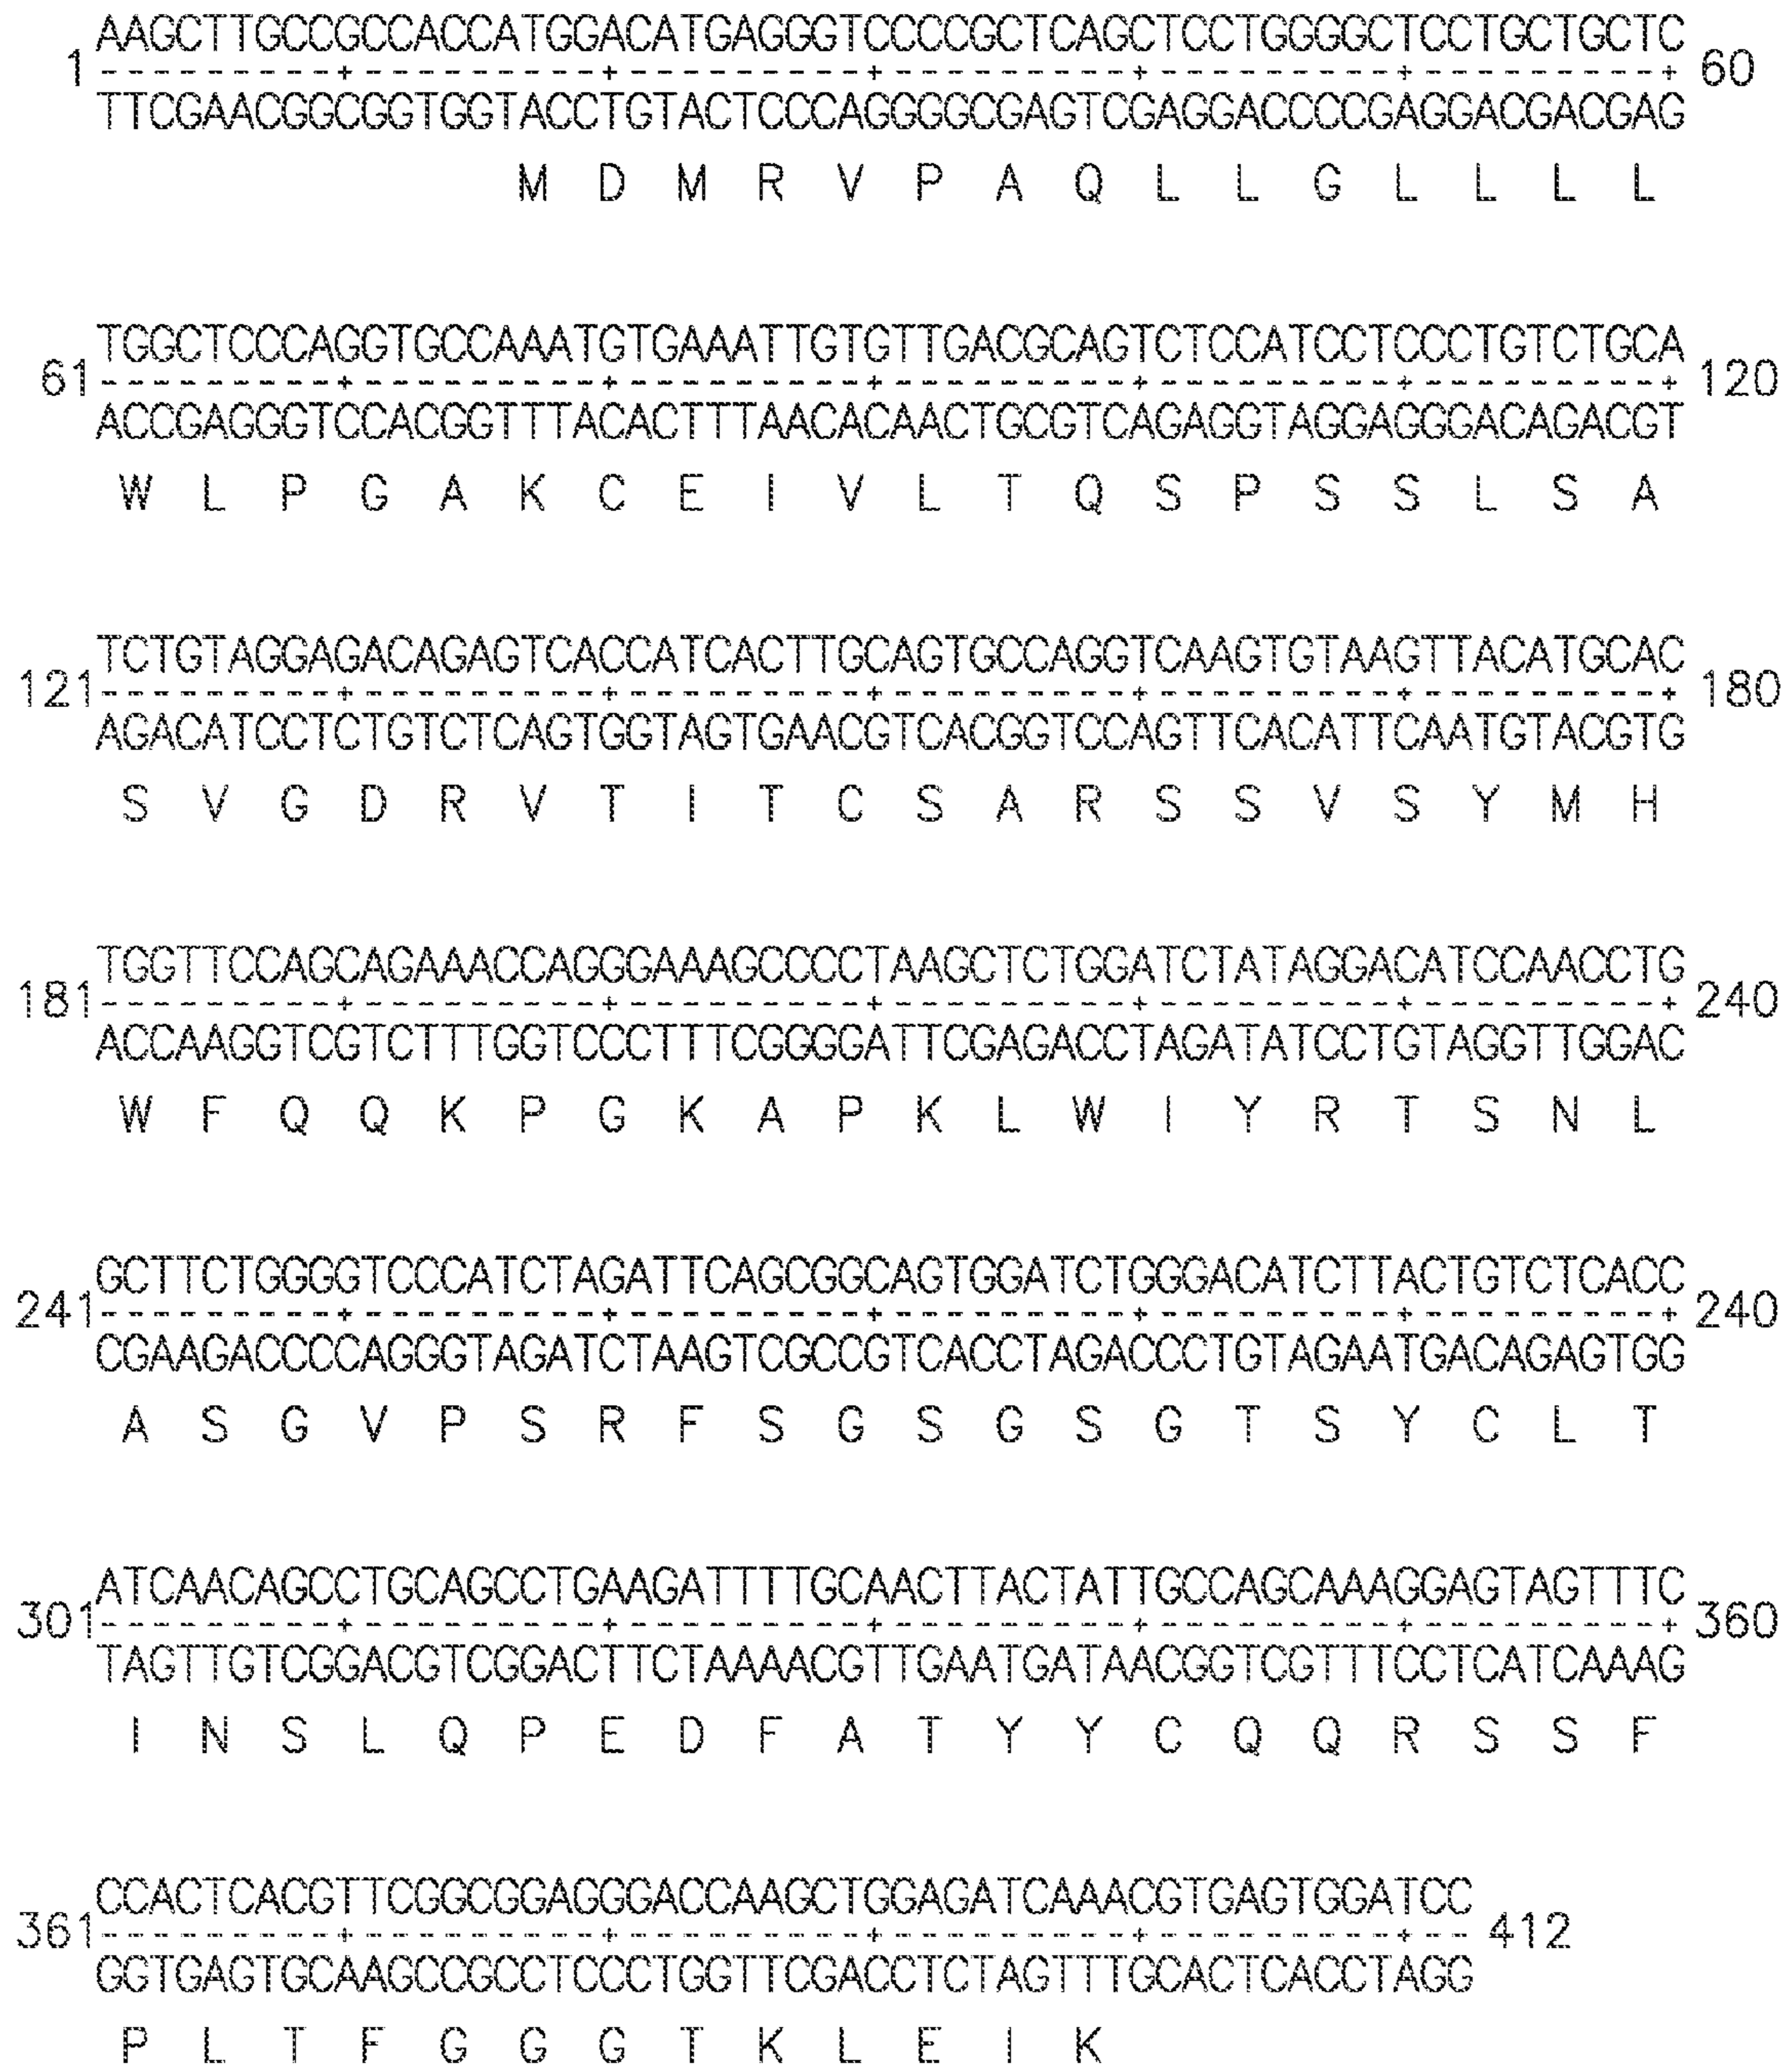 AAGCTTGCCGCCACCATGGACATGAGGGTCCCCGCTCAGCTCCTGGGGCTCCTGCTGCTC
1 ---------+---------+---------+---------+---------+---------+ 60
TTCGAACGGCGGTGGTACCTGTACTCCCAGGGGCGAGTCGAGGACCCCGAGGACGACGAG
M D M R V P A Q L L G L L L L
TGGCTCCCAGGTGCCAAATGTGAAATTGTGTTGACGCAGTCTCCATCCTCCCTGTCTGCA
61 ---------+---------+---------+---------+---------+---------+ 120
ACCGAGGGTCCACGGTTTACACTTTAACACAACTGCGTCAGAGGTAGGAGGGACAGACGT
W L P G A K C E I V L T Q S P S S L S A
TCTGTAGGAGACAGAGTCACCATCACTTGCAGTGCCAGGTCAAGTGTAAGTTACATGCAC
121 ---------+---------+---------+---------+---------+---------+ 180
AGACATCCTCTGTCTCAGTGGTAGTGAACGTCACGGTCCAGTTCACATTCAATGTACGTG
S V G D R V T I T C S A R S S V S Y M H
TGGTTCCAGCAGAAACCAGGGAAAGCCCCTAAGCTCTGGATCTATAGGACATCCAACCTG
181 ---------+---------+---------+---------+---------+---------+ 240
ACCAAGGTCGTCTTTGGTCCCTTTCGGGGATTCGAGACCTAGATATCCTGTAGGTTGGAC
W F Q Q K P G K A P K L W I Y R T S N L
GCTTCTGGGGTCCCATCTAGATTCAGCGGCAGTGGATCTGGGACATCTTACTGTCTCACC
241 ---------+---------+---------+---------+---------+---------+ 240
CGAAGACCCCAGGGTAGATCTAAGTCGCCGTCACCTAGACCCTGTAGAATGACAGAGTGG
A S G V P S R F S G S G S G T S Y C L T
ATCAACAGCCTGCAGCCTGAAGATTTTGCAACTTACTATTGCCAGCAAAGGAGTAGTTTC
301 ---------+---------+---------+---------+---------+---------+ 360
TAGTTGTCGGACGTCGGACTTCTAAAACGTTGAATGATAACGGTCGTTTCCTCATCAAAG
I N S L Q P E D F A T Y Y C Q Q R S S F
CCACTCACGTTCGGCGGAGGGACCAAGCTGGAGATCAAACGTGAGTGGATCC
361 ---------+---------+---------+---------+---------+-- 412
GGTGAGTGCAAGCCGCCTCCCTGGTTCGACCTCTAGTTTGCACTCACCTAGG
P L T F G G G T K L E I K